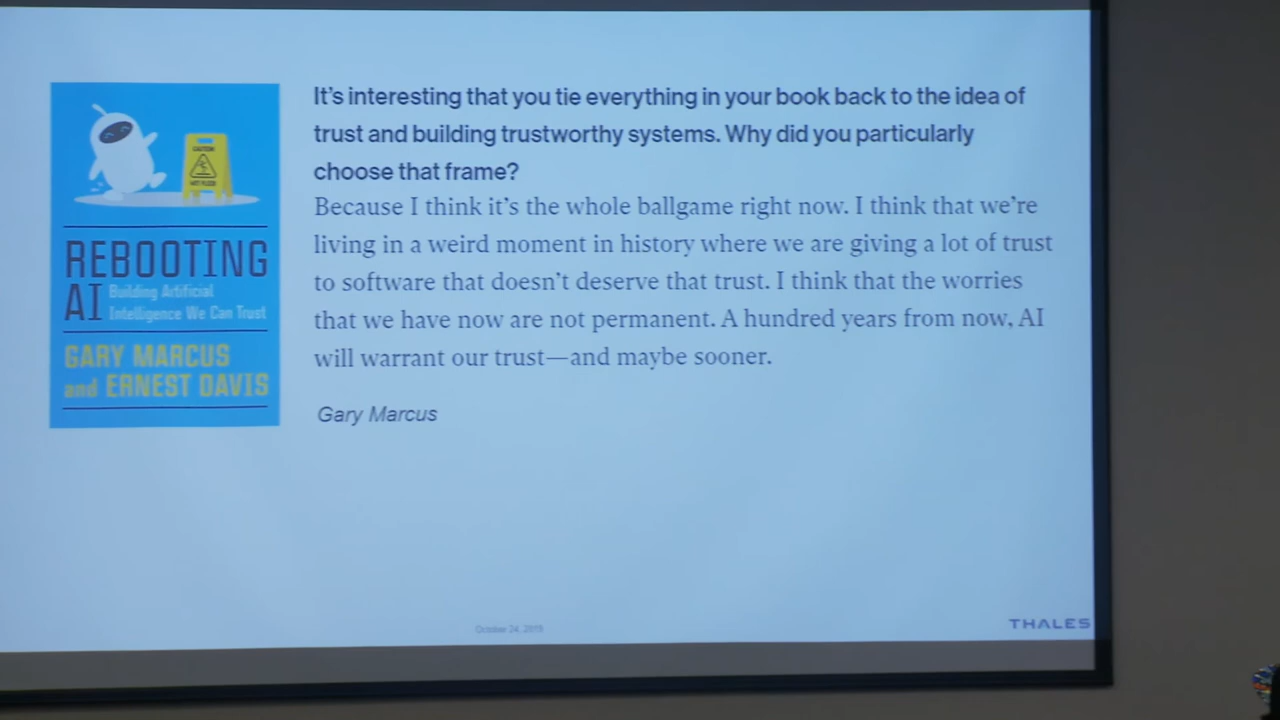 It's interesting that you tie everything in your book back to the idea of
trust and building trustworthy systems. Why did you particularly
choose that frame?
Because I think it's the whole ballgame right now. I think that we're
living in a weird moment in history where we are giving a lot of trust
to software that doesn't deserve that trust. I think that the worries
that we have now are not permanent. A hundred years from now, AI
will warrant our trust—and maybe sooner.
Gary Marcus
CAUTION
WET FLOOR
REBOOTING
AI
Building Artificial
Intelligence We Can Trust
GARY MARCUS
and ERNEST DAVIS
October 24, 2019
THALES